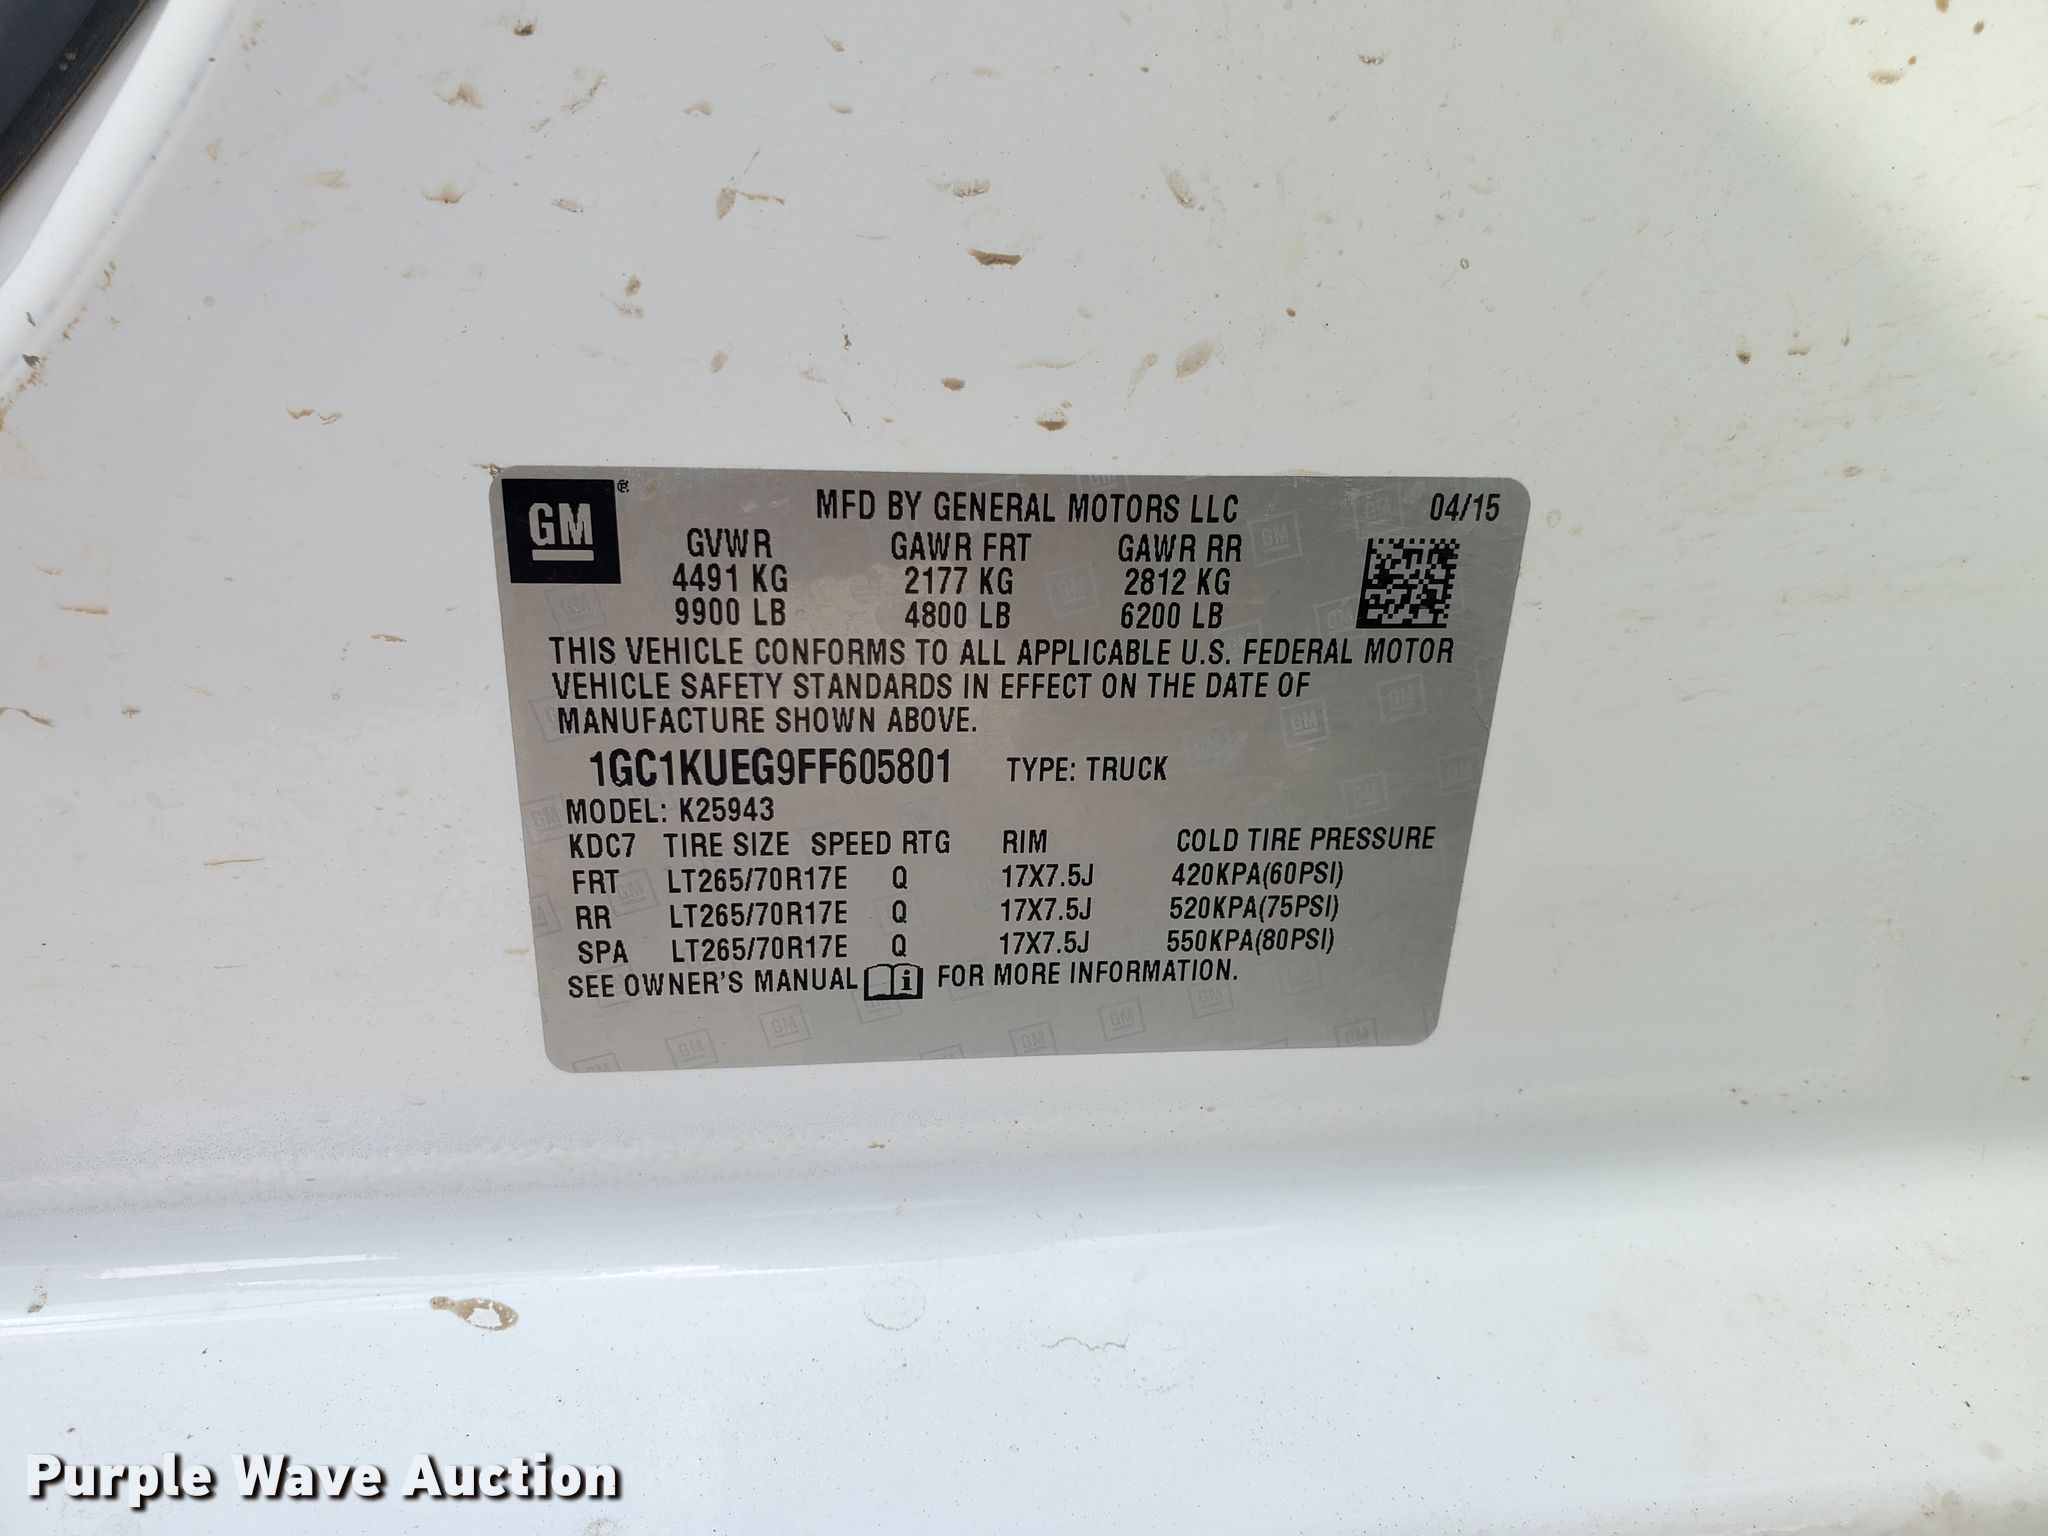 GM
MFD BY GENERAL MOTORS LLC 04/15
GVWR GAWR FRT GAWR RR
4491 KG 2177 KG 2812 KG
9900 LB 4800 LB 6200 LB
THIS VEHICLE CONFORMS TO ALL APPLICABLE U.S. FEDERAL MOTOR
VEHICLE SAFETY STANDARDS IN EFFECT ON THE DATE OF
MANUFACTURE SHOWN ABOVE.
1GC1KUEG9FF605801 TYPE: TRUCK
MODEL: K25943
KDC7 TIRE SIZE SPEED RTG RIM COLD TIRE PRESSURE
FRT LT265/70R17E Q 17X7.5J 420KPA(60PSI)
RR LT265/70R17E Q 17X7.5J 520KPA(75PSI)
SPA LT265/70R17E Q 17X7.5J 550KPA(80PSI)
SEE OWNER'S MANUAL i FOR MORE INFORMATION.
Purple Wave Auction